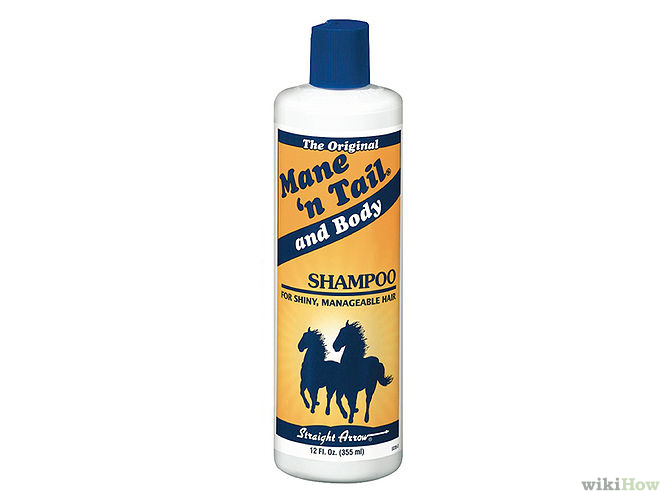 The Original
Mane
'n Tail®
and Body
SHAMPOO
FOR SHINY, MANAGEABLE HAIR
Straight Arrow®
12 Fl. Oz. (355 ml)
wikiHow